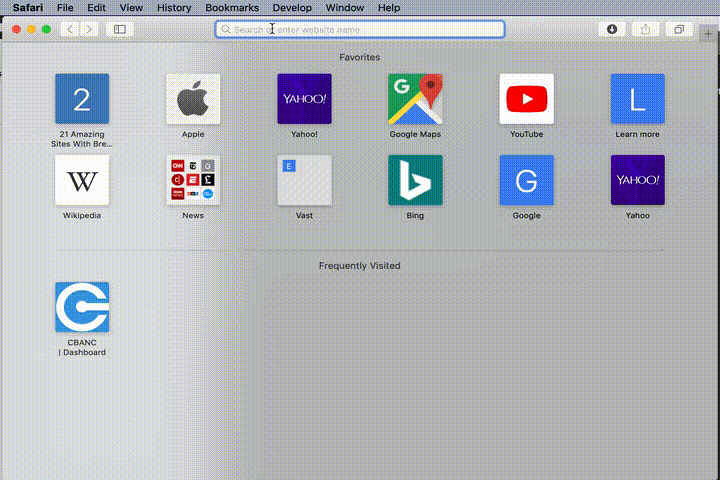 Safari File Edit View History Bookmarks Develop Window Help
Search or enter website name
Favorites
2
YAHOO!
G
L
21 Amazing
Sites With Bre...
Apple
Yahoo!
Google Maps
YouTube
Learn more
W
CNN
E
b
G
YAHOO!
Wikipedia
News
Vast
Bing
Google
Yahoo
Frequently Visited
CBANC
| Dashboard